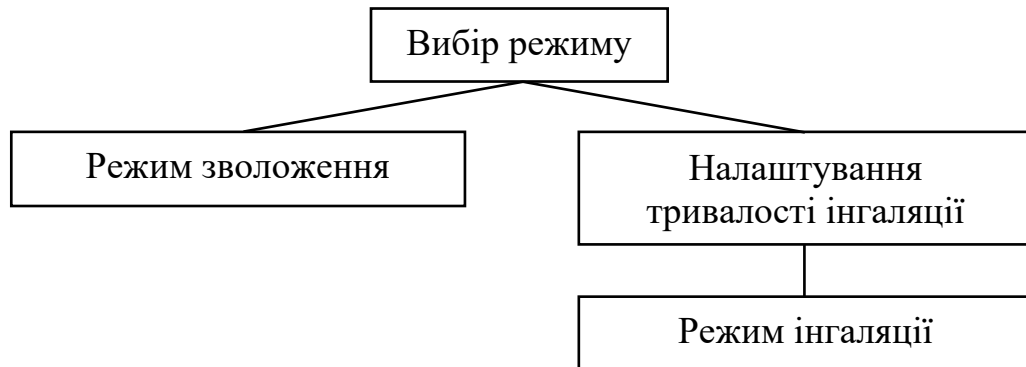 Вибір режиму
Режим зволоження
Налаштування
тривалості інгаляції
Режим інгаляції